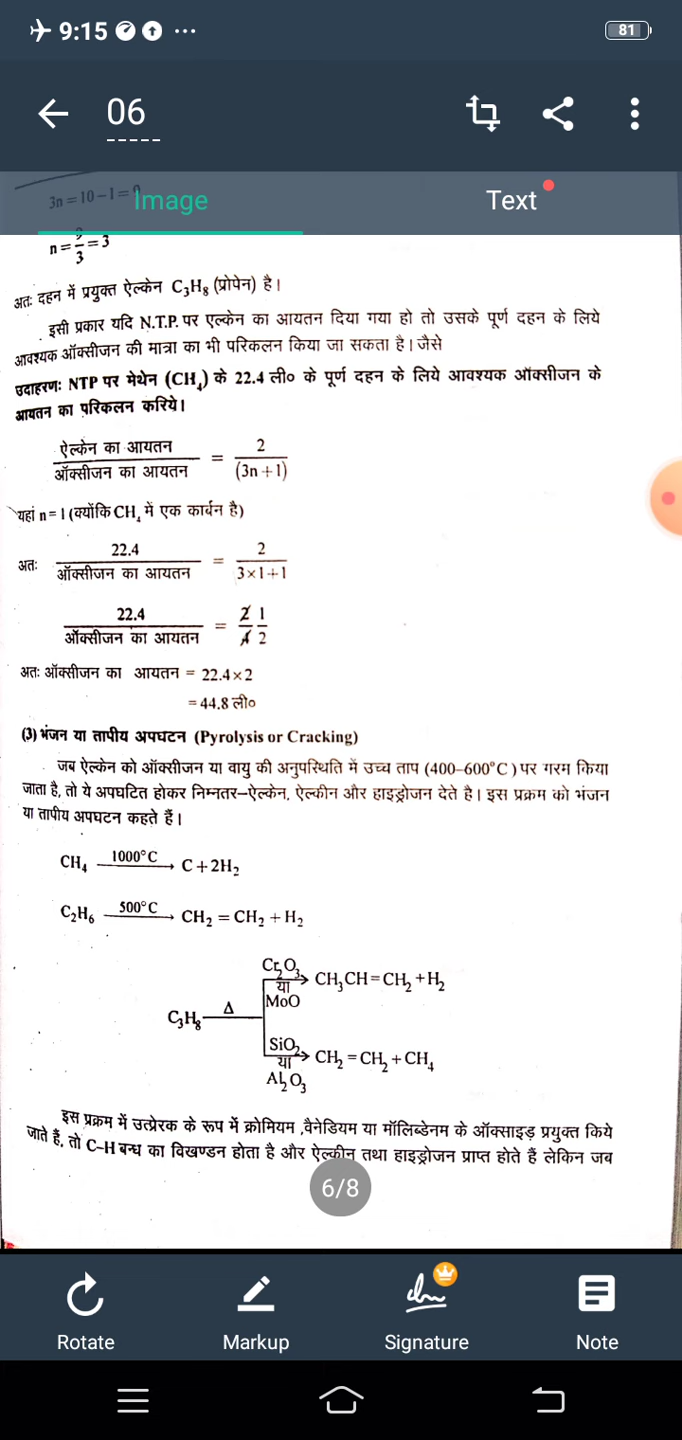 9:15 ...
81
06
3n = 10 – 1 = 9
Image
Text
n = 9/3 = 3
अतः दहन में प्रयुक्त ऐल्केन C₃H₈ (प्रोपेन) है।
इसी प्रकार यदि N.T.P. पर एल्केन का आयतन दिया गया हो तो उसके पूर्ण दहन के लिये
आवश्यक ऑक्सीजन की मात्रा का भी परिकलन किया जा सकता है। जैसे
उदाहरणः NTP पर मेथेन (CH₄) के 22.4 ली० के पूर्ण दहन के लिये आवश्यक ऑक्सीजन के
आयतन का परिकलन करिये।
ऐल्केन का आयतन / ऑक्सीजन का आयतन = 2 / (3n + 1)
यहां n = 1 (क्योंकि CH₄ में एक कार्बन है)
अतः 22.4 / ऑक्सीजन का आयतन = 2 / 3×1+1
22.4 / ऑक्सीजन का आयतन = 2/4 1/2
अतः ऑक्सीजन का आयतन = 22.4 × 2
= 44.8 ली०
(3) भंजन या तापीय अपघटन (Pyrolysis or Cracking)
जब ऐल्केन को ऑक्सीजन या वायु की अनुपस्थिति में उच्च ताप (400–600°C) पर गरम किया
जाता है, तो ये अपघटित होकर निम्नतर–ऐल्केन, ऐल्कीन और हाइड्रोजन देते है। इस प्रक्रम को भंजन
या तापीय अपघटन कहते हैं।
CH₄ 1000°C → C + 2H₂
C₂H₆ 500°C → CH₂ = CH₂ + H₂
Cr₂O₃
या → CH₃CH = CH₂ + H₂
MoO
C₃H₈ Δ
SiO₂
या → CH₂ = CH₂ + CH₄
Al₂O₃
इस प्रक्रम में उत्प्रेरक के रूप में क्रोमियम ,वैनेडियम या मॉलिब्डेनम के ऑक्साइड प्रयुक्त किये
जाते हैं, तो C–H बन्ध का विखण्डन होता है और ऐल्कीन तथा हाइड्रोजन प्राप्त होते हैं लेकिन जब
6/8
Rotate
Markup
Signature
Note